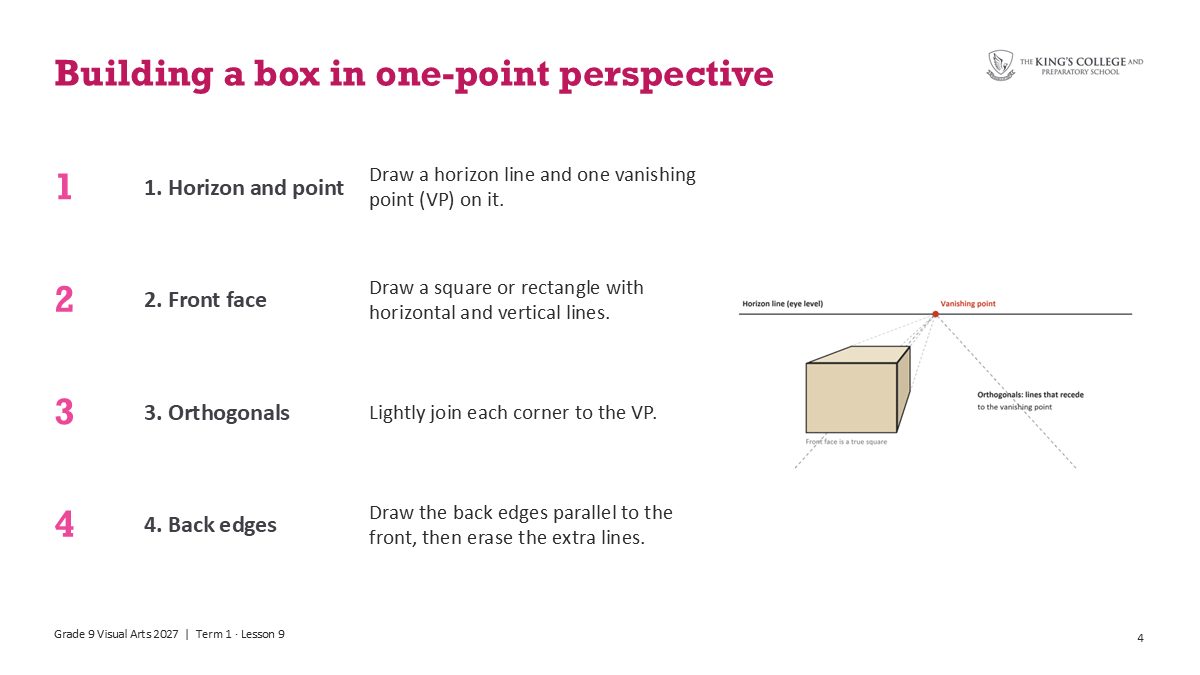 Building a box in one-point perspective
THE KING'S COLLEGE AND
PREPARATORY SCHOOL
1
1. Horizon and point
Draw a horizon line and one vanishing
point (VP) on it.
2
2. Front face
Draw a square or rectangle with
horizontal and vertical lines.
3
3. Orthogonals
Lightly join each corner to the VP.
4
4. Back edges
Draw the back edges parallel to the
front, then erase the extra lines.
Horizon line (eye level)
Vanishing point
Orthogonals: lines that recede
to the vanishing point
Front face is a true square
Grade 9 Visual Arts 2027 | Term 1 · Lesson 9
4